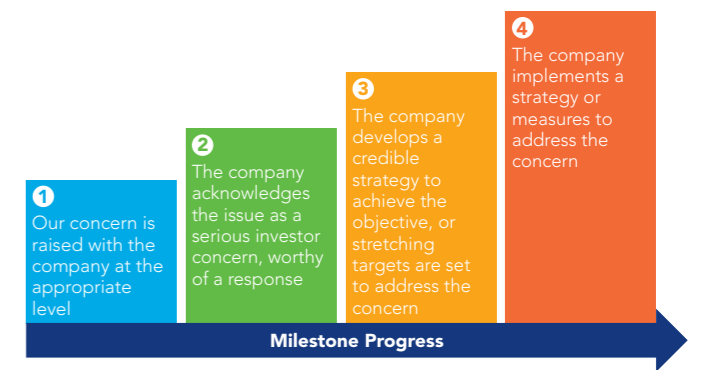 1
Our concern is
raised with the
company at the
appropriate
level
2
The company
acknowledges
the issue as a
serious investor
concern, worthy
of a response
3
The company
develops a
credible
strategy to
achieve the
objective, or
stretching
targets are set
to address the
concern
4
The company
implements a
strategy or
measures to
address the
concern
Milestone Progress